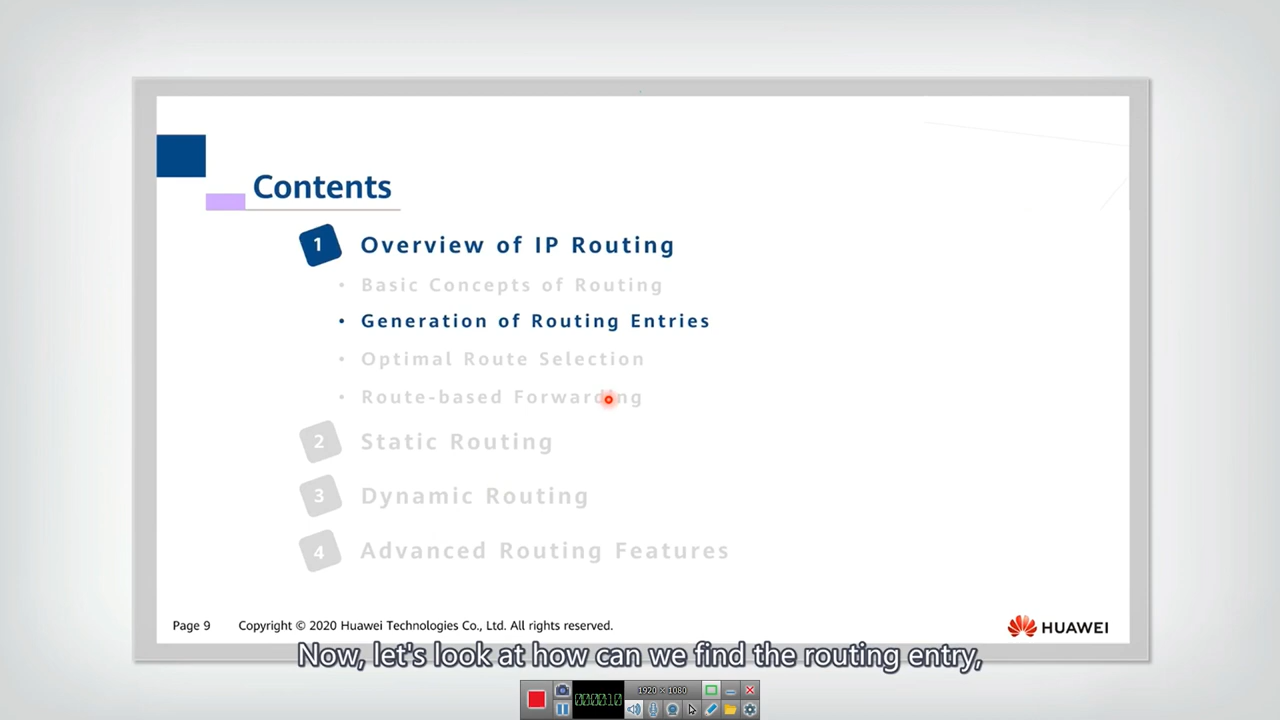 Contents
1 Overview of IP Routing
• Basic Concepts of Routing
• Generation of Routing Entries
• Optimal Route Selection
• Route-based Forwarding
2 Static Routing
3 Dynamic Routing
4 Advanced Routing Features
Page 9 Copyright © 2020 Huawei Technologies Co., Ltd. All rights reserved.
HUAWEI
Now, let's look at how can we find the routing entry,
1920 × 1080